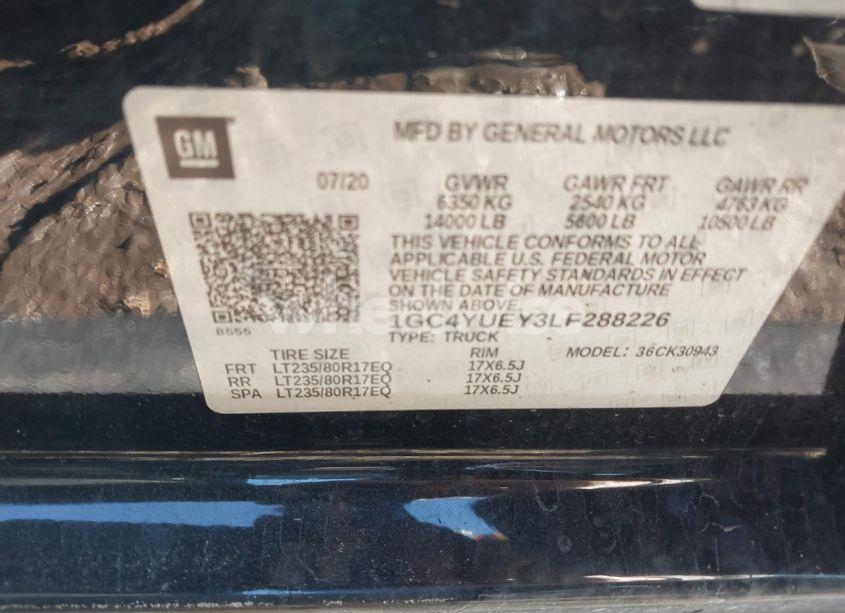 GM
MFD BY GENERAL MOTORS LLC
07/20 GVWR GAWR FRT GAWR RR
6350 KG 2540 KG 4763 KG
14000 LB 5600 LB 10500 LB
THIS VEHICLE CONFORMS TO ALL
APPLICABLE U.S. FEDERAL MOTOR
VEHICLE SAFETY STANDARDS IN EFFECT
ON THE DATE OF MANUFACTURE
SHOWN ABOVE.
B555 1GC4YUEY3LF288226
TYPE: TRUCK MODEL: 36CK30943
TIRE SIZE RIM
FRT LT235/80R17EQ 17X6.5J
RR LT235/80R17EQ 17X6.5J
SPA LT235/80R17EQ 17X6.5J